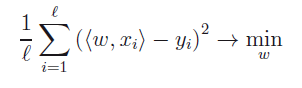 \frac{1}{\ell} \sum_{i=1}^{\ell} \left( \langle w, x_i \rangle - y_i \right)^2 \to \min_{w}